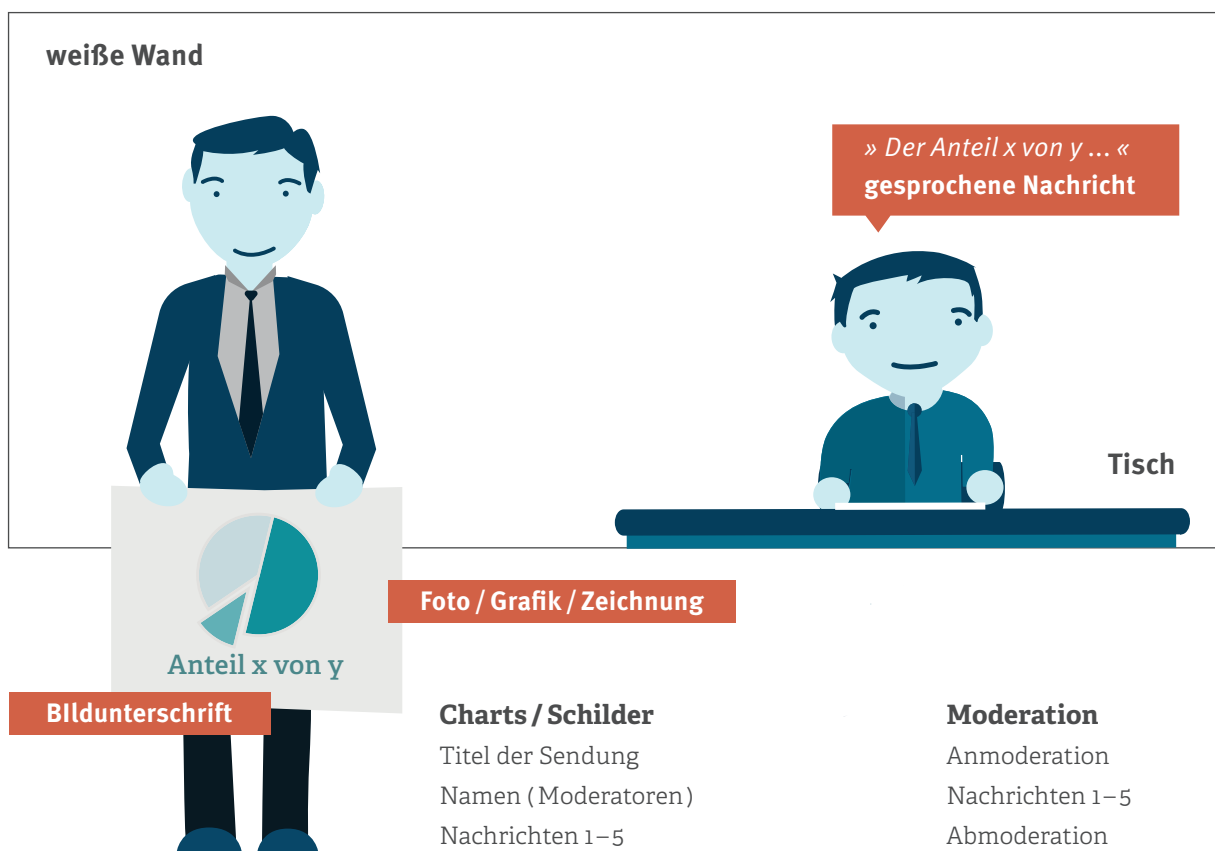 weiße Wand
» Der Anteil x von y ... «
gesprochene Nachricht
Tisch
Foto / Grafik / Zeichnung
Anteil x von y
BIldunterschrift
Charts / Schilder
Titel der Sendung
Namen ( Moderatoren )
Nachrichten 1–5
Moderation
Anmoderation
Nachrichten 1–5
Abmoderation